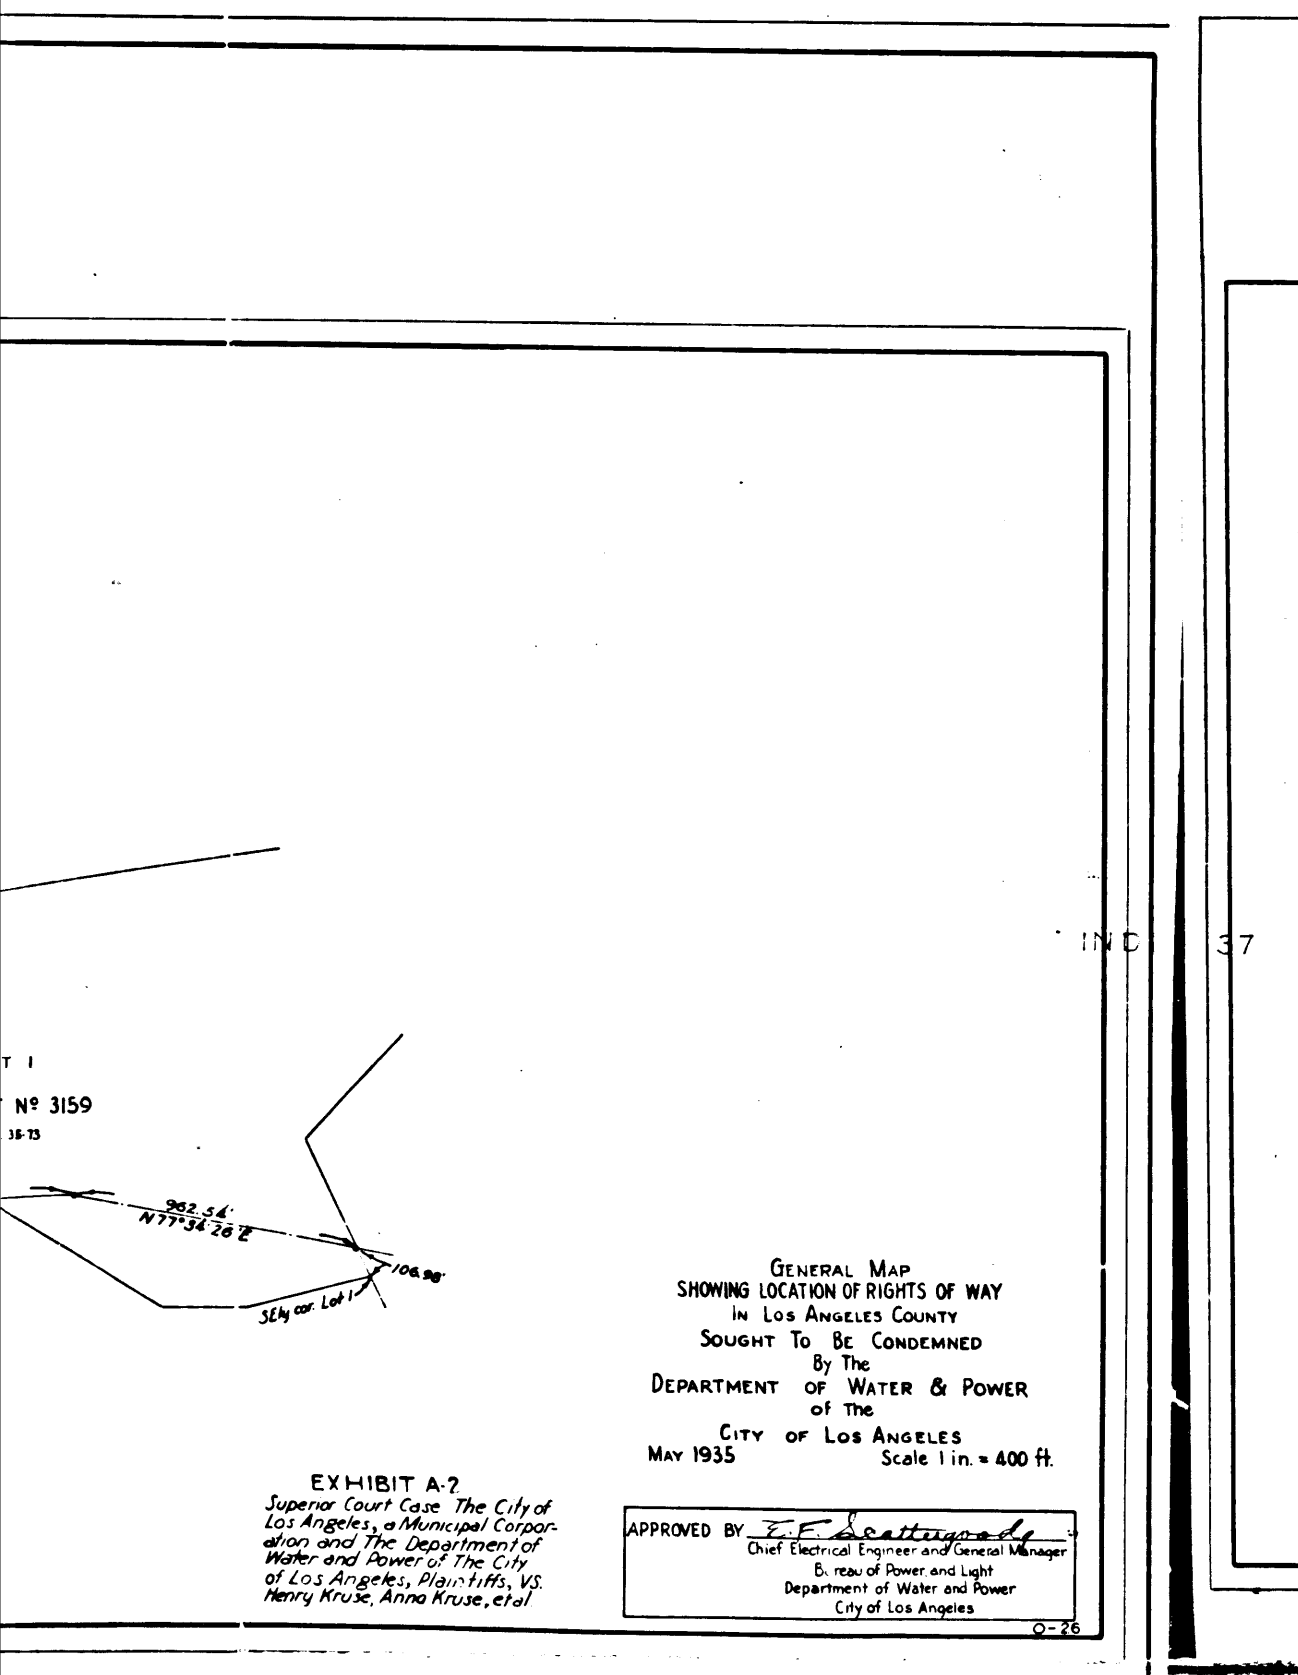 IND 37
T 1
Nº 3159
35-73
962.54'
N77°34'26"E
106.98'
SEly cor. Lot 1
GENERAL MAP
SHOWING LOCATION OF RIGHTS OF WAY
IN LOS ANGELES COUNTY
SOUGHT TO BE CONDEMNED
By The
DEPARTMENT OF WATER & POWER
of The
CITY OF LOS ANGELES
MAY 1935 Scale 1 in. = 400 ft.
EXHIBIT A-2
Superior Court Case The City of
Los Angeles, a Municipal Corpor-
ation and The Department of
Water and Power of The City
of Los Angeles, Plaintiffs, VS.
Henry Kruse, Anna Kruse, et al
APPROVED BY E. F. Scattergood
Chief Electrical Engineer and General Manager
Bureau of Power and Light
Department of Water and Power
City of Los Angeles
O-26